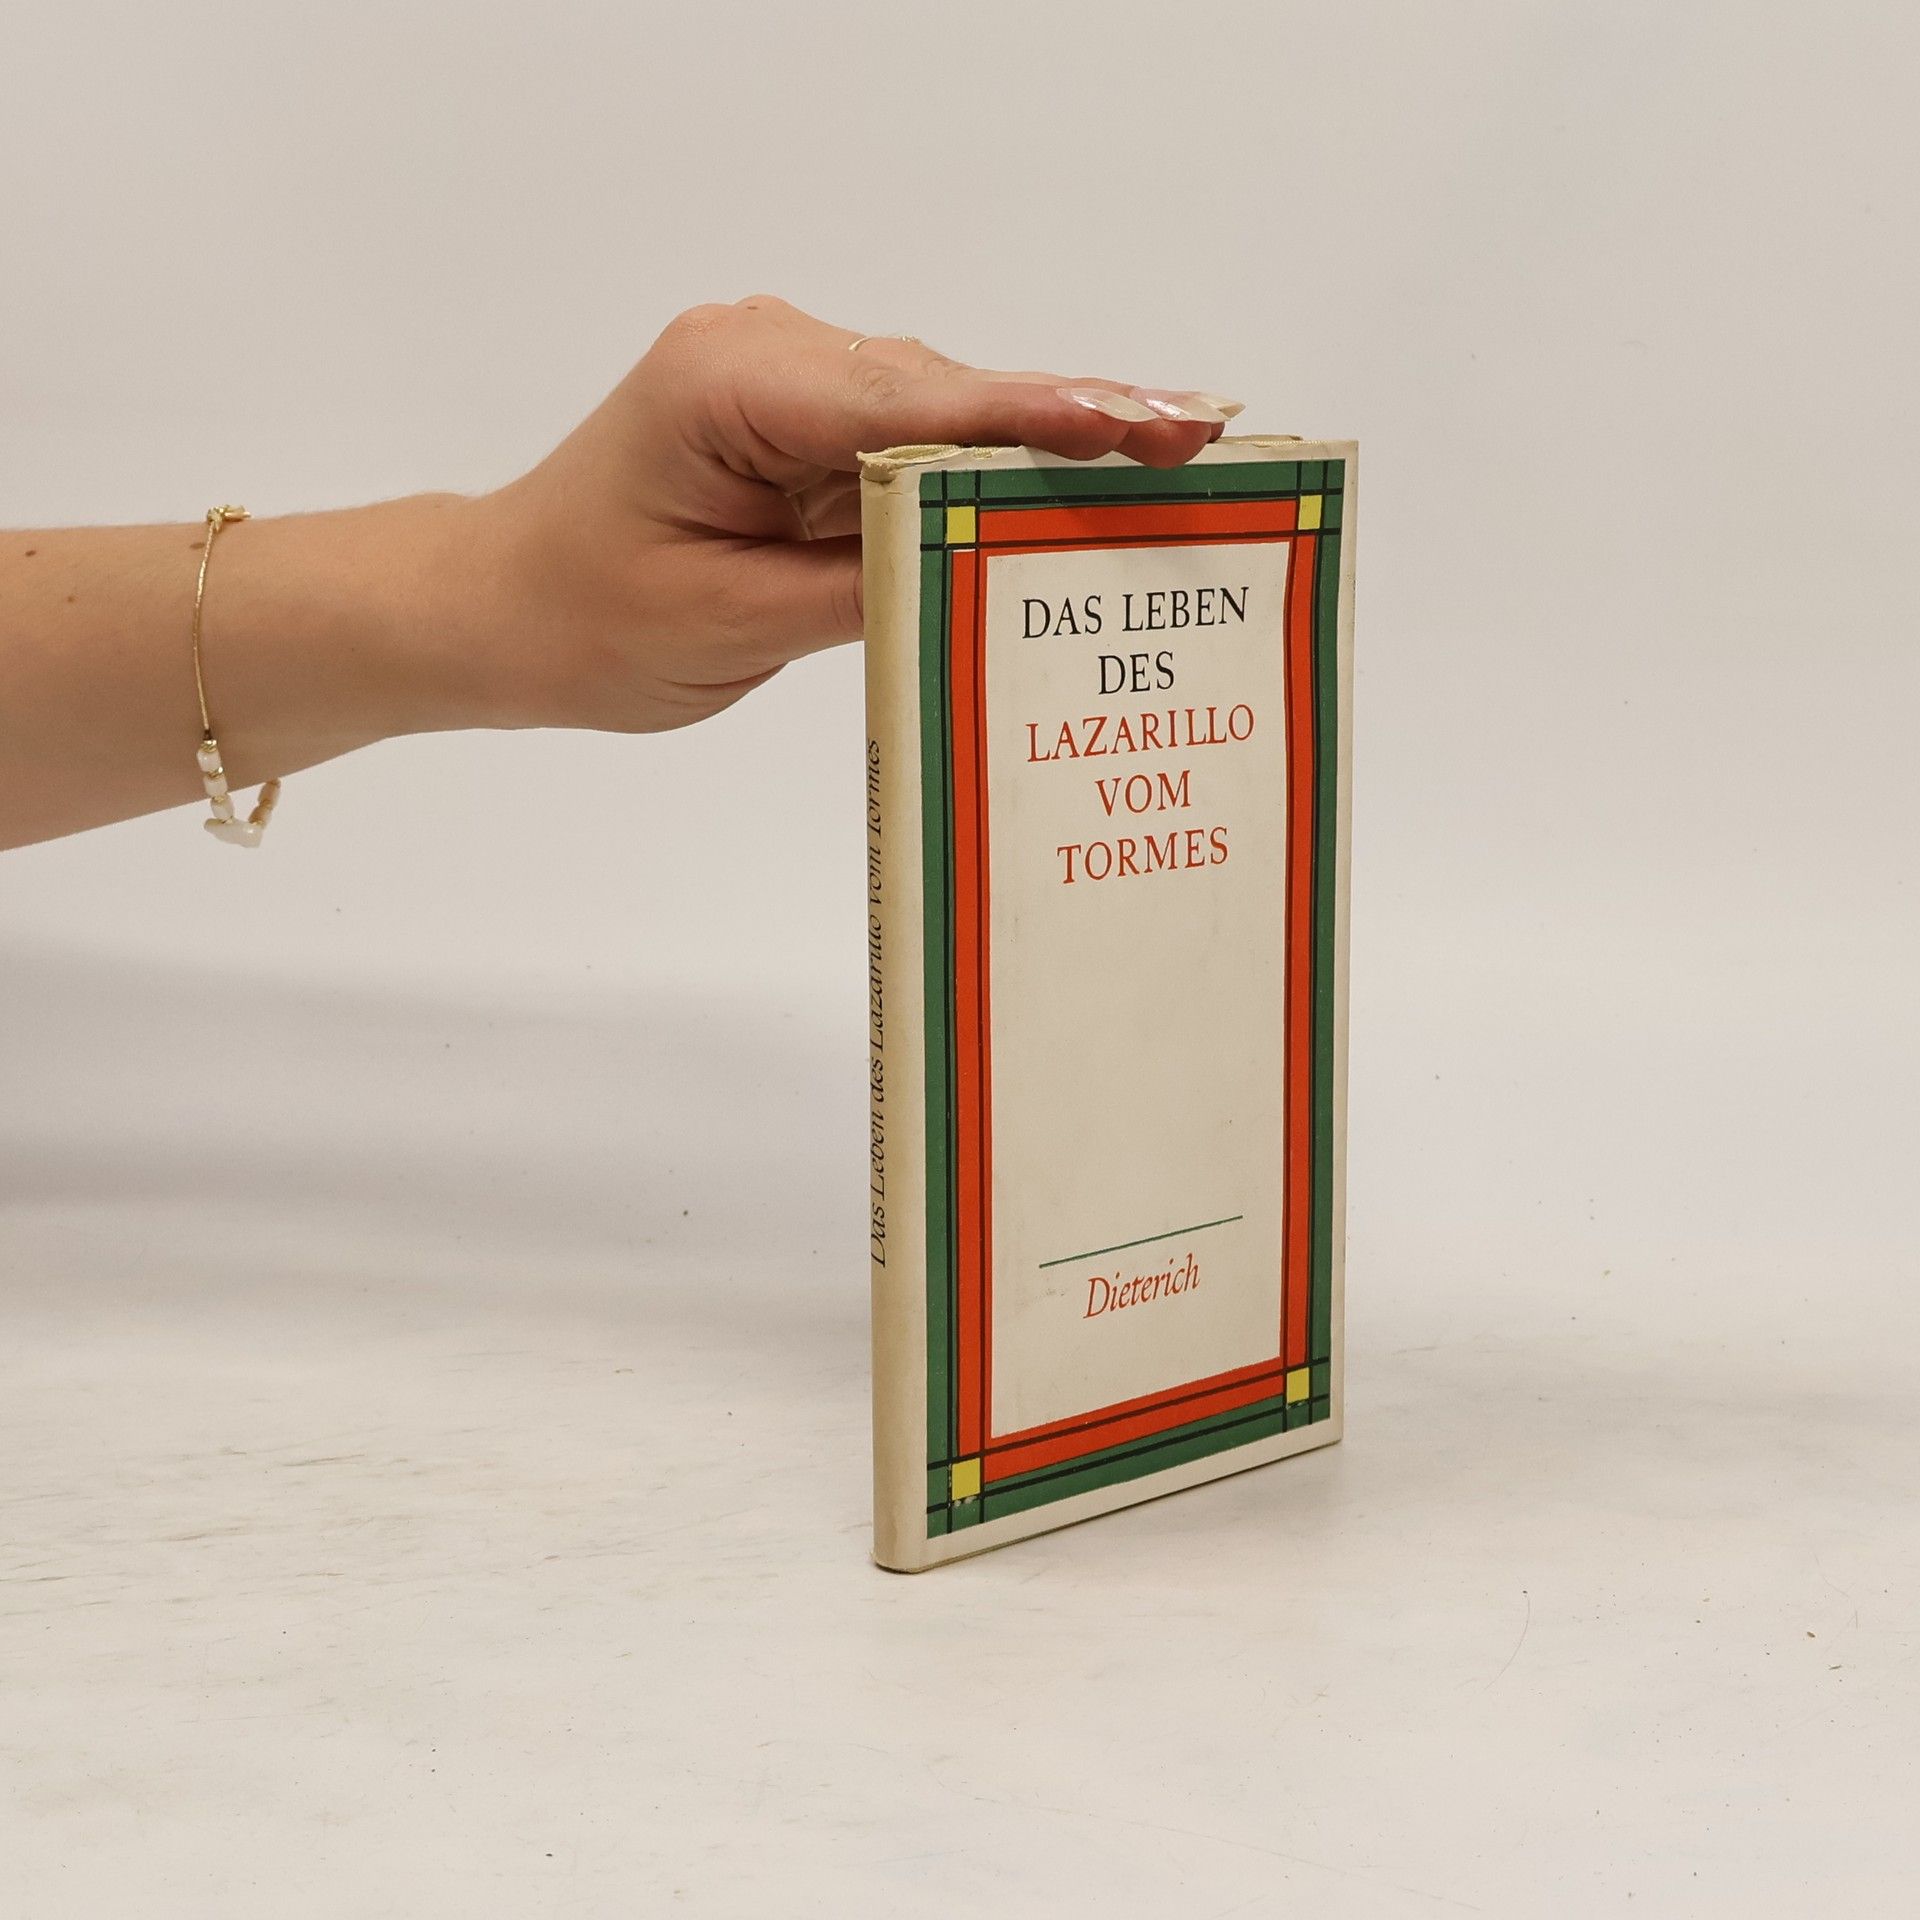 DAS LEBEN
DES
LAZARILLO
VOM
TORMES
Dieterich
Das Leben des Lazarillo vom Tormes